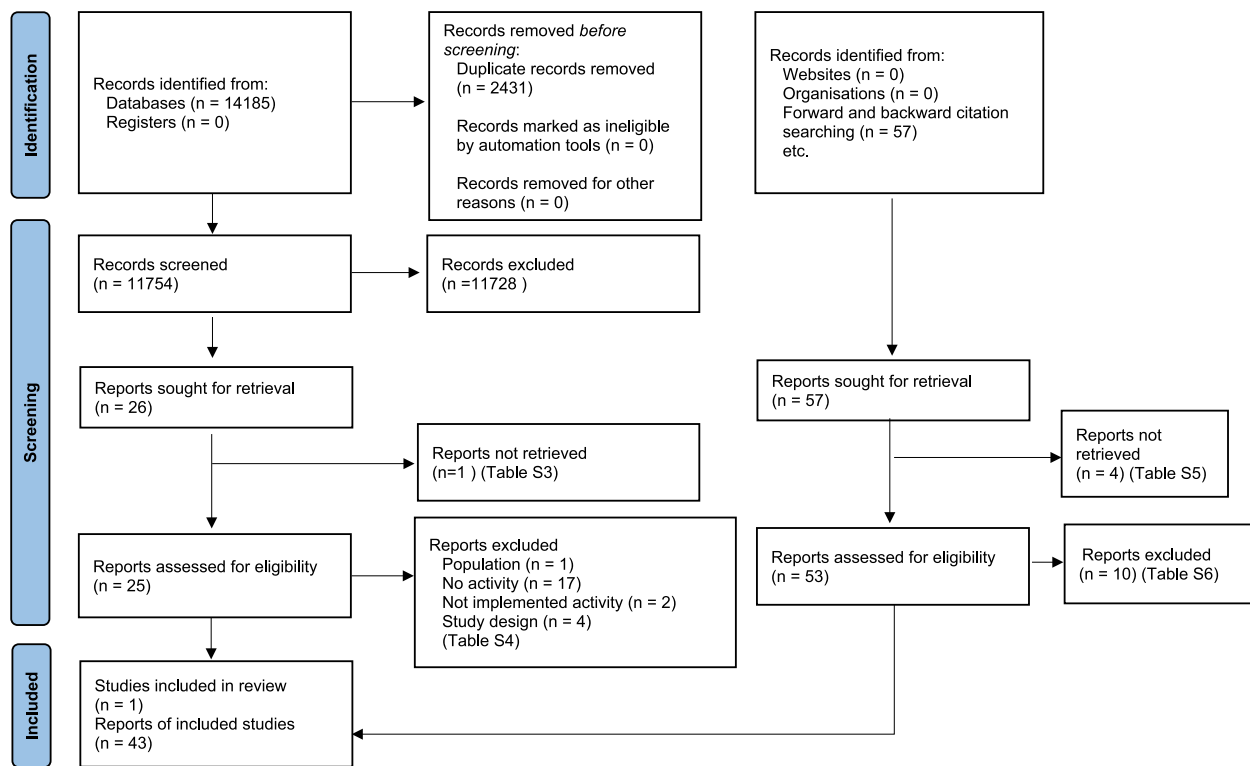 Identification
Records identified from:
Databases (n = 14185)
Registers (n = 0)
Records removed before
screening:
Duplicate records removed
(n = 2431)
Records marked as ineligible
by automation tools (n = 0)
Records removed for other
reasons (n = 0)
Records identified from:
Websites (n = 0)
Organisations (n = 0)
Forward and backward citation
searching (n = 57)
etc.
Screening
Records screened
(n = 11754)
Records excluded
(n =11728 )
Reports sought for retrieval
(n = 26)
Reports not retrieved
(n=1 ) (Table S3)
Reports sought for retrieval
(n = 57)
Reports not
retrieved
(n = 4) (Table S5)
Reports assessed for eligibility
(n = 25)
Reports excluded
Population (n = 1)
No activity (n = 17)
Not implemented activity (n = 2)
Study design (n = 4)
(Table S4)
Reports assessed for eligibility
(n = 53)
Reports excluded
(n = 10) (Table S6)
Included
Studies included in review
(n = 1)
Reports of included studies
(n = 43)